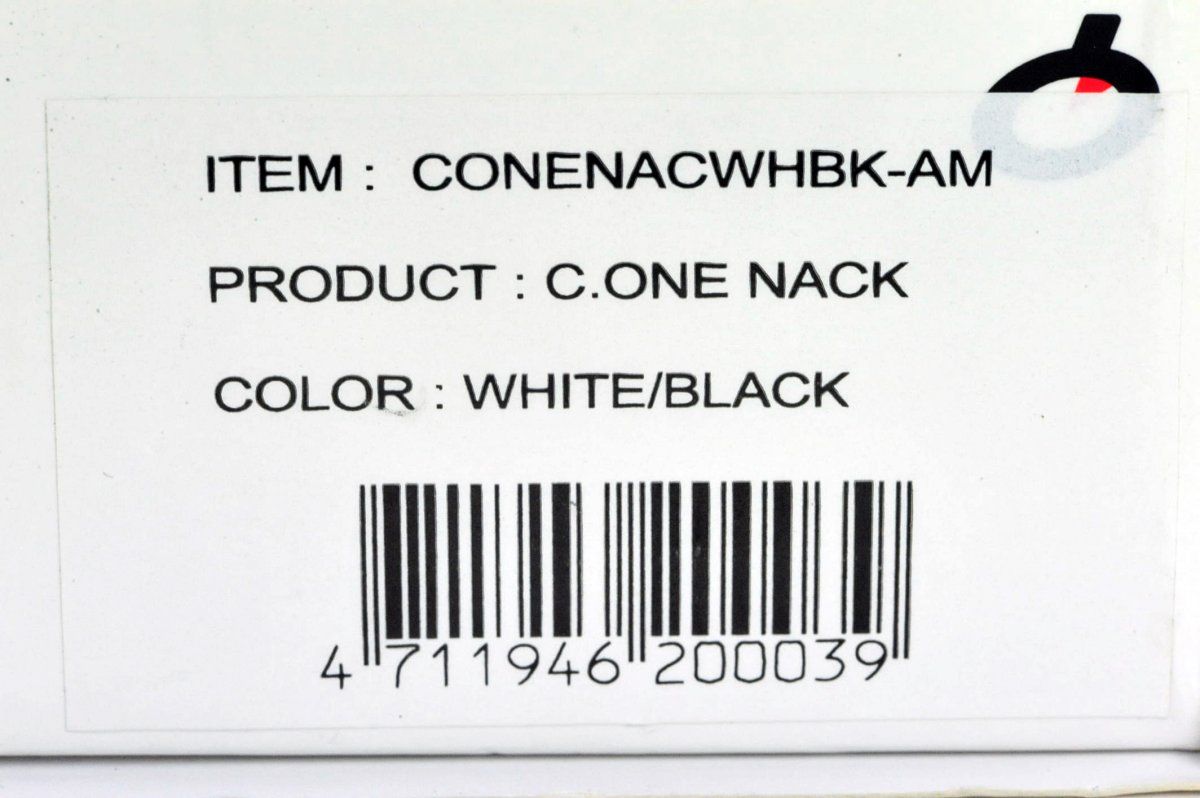 ITEM : CONENACWHBK-AM
PRODUCT : C.ONE NACK
COLOR : WHITE/BLACK
4 711946 200039